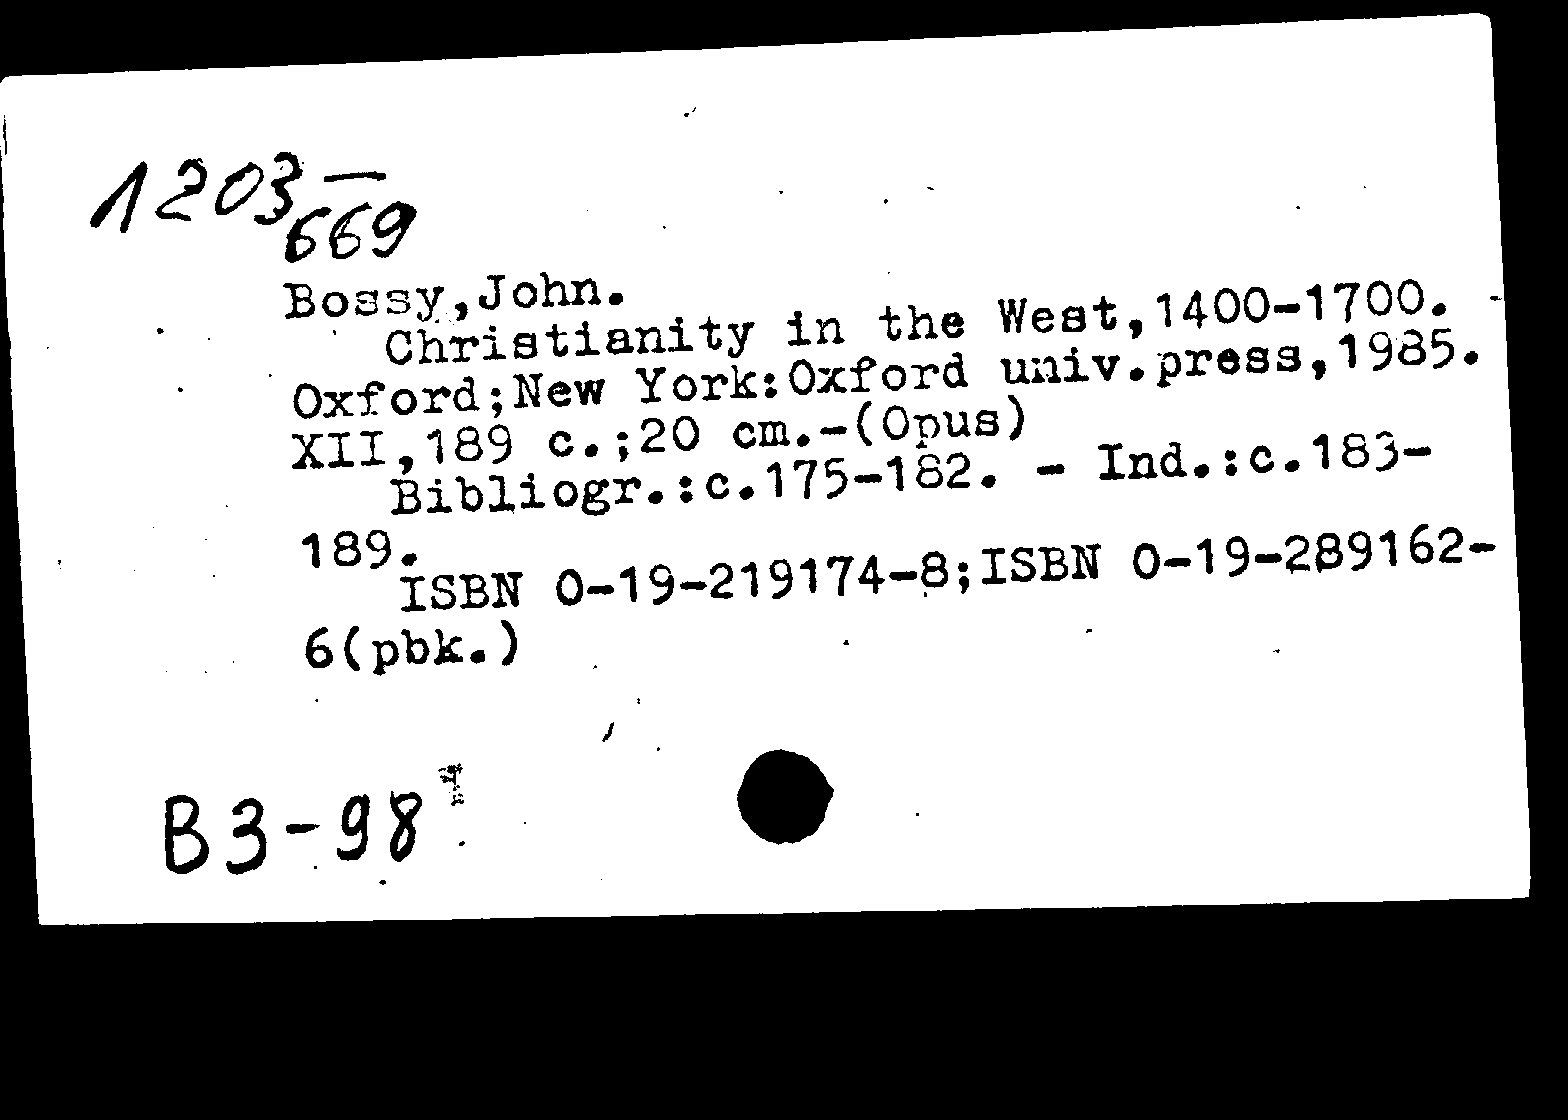 1203—
669
Bossy,John.
Christianity in the West,1400-1700.
Oxford;New York:Oxford univ.press,1985.
XII,189 c.;20 cm.-(Opus)
Bibliogr.:c.175-182. - Ind.:c.183-
189.
ISBN 0-19-219174-8;ISBN 0-19-289162-
6(pbk.)
B3-98